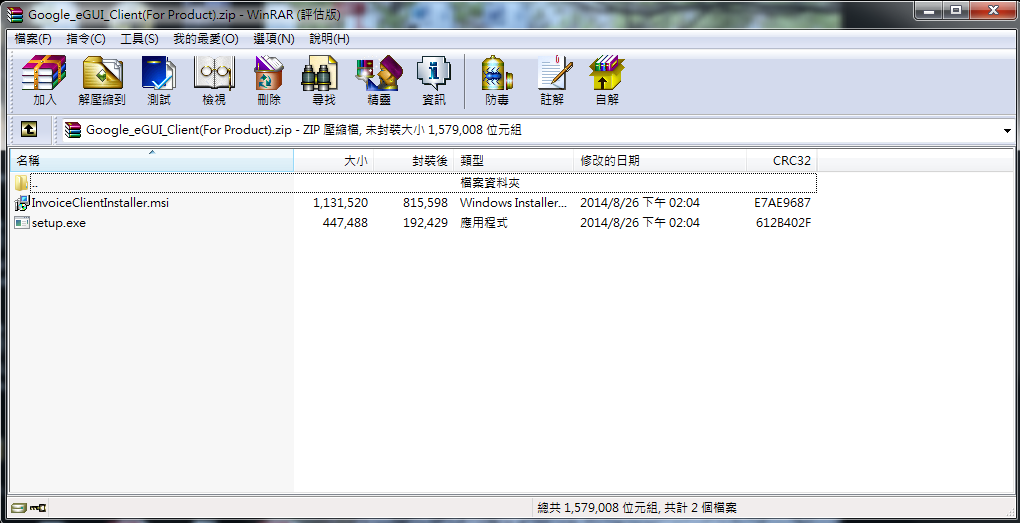 Google_eGUI_Client(For Product).zip - WinRAR (評估版)
檔案(F) 指令(C) 工具(S) 我的最愛(O) 選項(N) 說明(H)
加入 解壓縮到 測試 檢視 刪除 尋找 精靈 資訊 防毒 註解 自解
Google_eGUI_Client(For Product).zip - ZIP 壓縮檔, 未封裝大小 1,579,008 位元組
名稱 大小 封裝後 類型 修改的日期 CRC32
.. 檔案資料夾
InvoiceClientInstaller.msi 1,131,520 815,598 Windows Installer... 2014/8/26 下午 02:04 E7AE9687
setup.exe 447,488 192,429 應用程式 2014/8/26 下午 02:04 612B402F
總共 1,579,008 位元組, 共計 2 個檔案